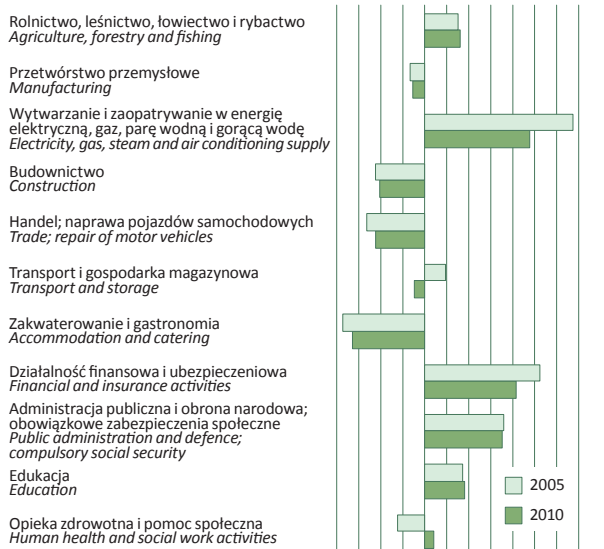 Rolnictwo, leśnictwo, łowiectwo i rybactwo
Agriculture, forestry and fishing
Przetwórstwo przemysłowe
Manufacturing
Wytwarzanie i zaopatrywanie w energię
elektryczną, gaz, parę wodną i gorącą wodę
Electricity, gas, steam and air conditioning supply
Budownictwo
Construction
Handel; naprawa pojazdów samochodowych
Trade; repair of motor vehicles
Transport i gospodarka magazynowa
Transport and storage
Zakwaterowanie i gastronomia
Accommodation and catering
Działalność finansowa i ubezpieczeniowa
Financial and insurance activities
Administracja publiczna i obrona narodowa;
obowiązkowe zabezpieczenia społeczne
Public administration and defence;
compulsory social security
Edukacja
Education
2005
2010
Opieka zdrowotna i pomoc społeczna
Human health and social work activities